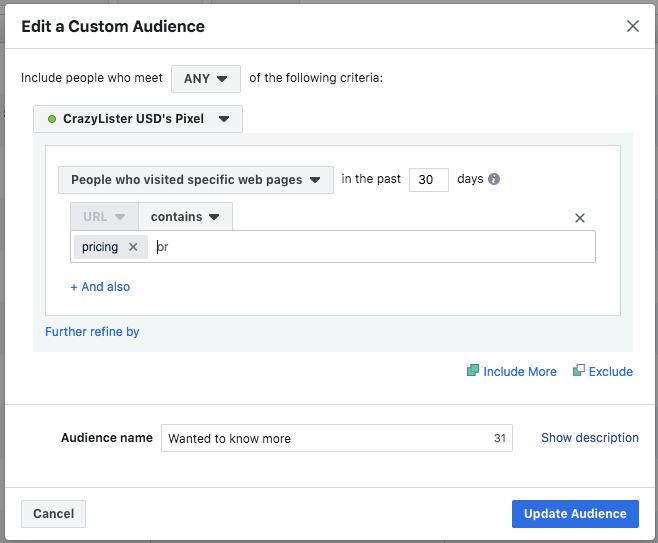 Edit a Custom Audience
Include people who meet ANY of the following criteria:
CrazyLister USD's Pixel
People who visited specific web pages in the past 30 days
URL contains
pricing or
+ And also
Further refine by
Include More Exclude
Audience name Wanted to know more 31 Show description
Cancel Update Audience